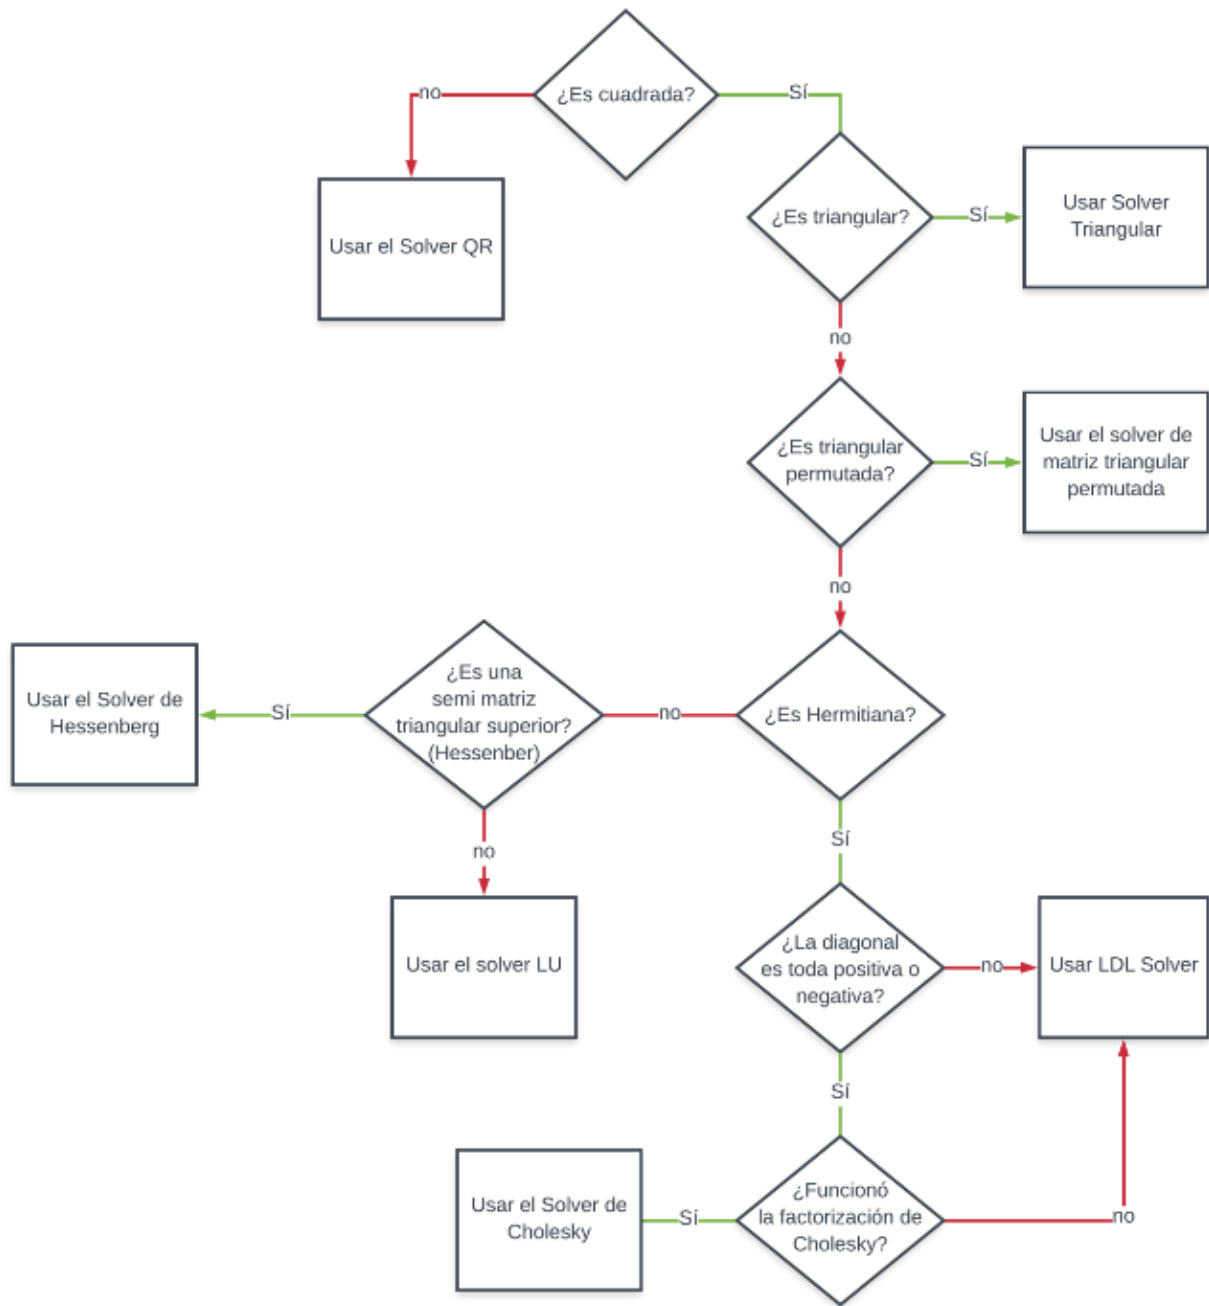 ¿Es cuadrada?
no
Sí
Usar el Solver QR
¿Es triangular?
Sí
Usar Solver
Triangular
no
¿Es triangular
permutada?
Sí
Usar el solver de
matriz triangular
permutada
no
¿Es Hermitiana?
no
¿Es una
semi matriz
triangular superior?
(Hessenber)
Sí
Usar el Solver de
Hessenberg
no
Usar el solver LU
Sí
¿La diagonal
es toda positiva o
negativa?
no
Usar LDL Solver
Sí
¿Funcionó
la factorización de
Cholesky?
Sí
Usar el Solver de
Cholesky
no